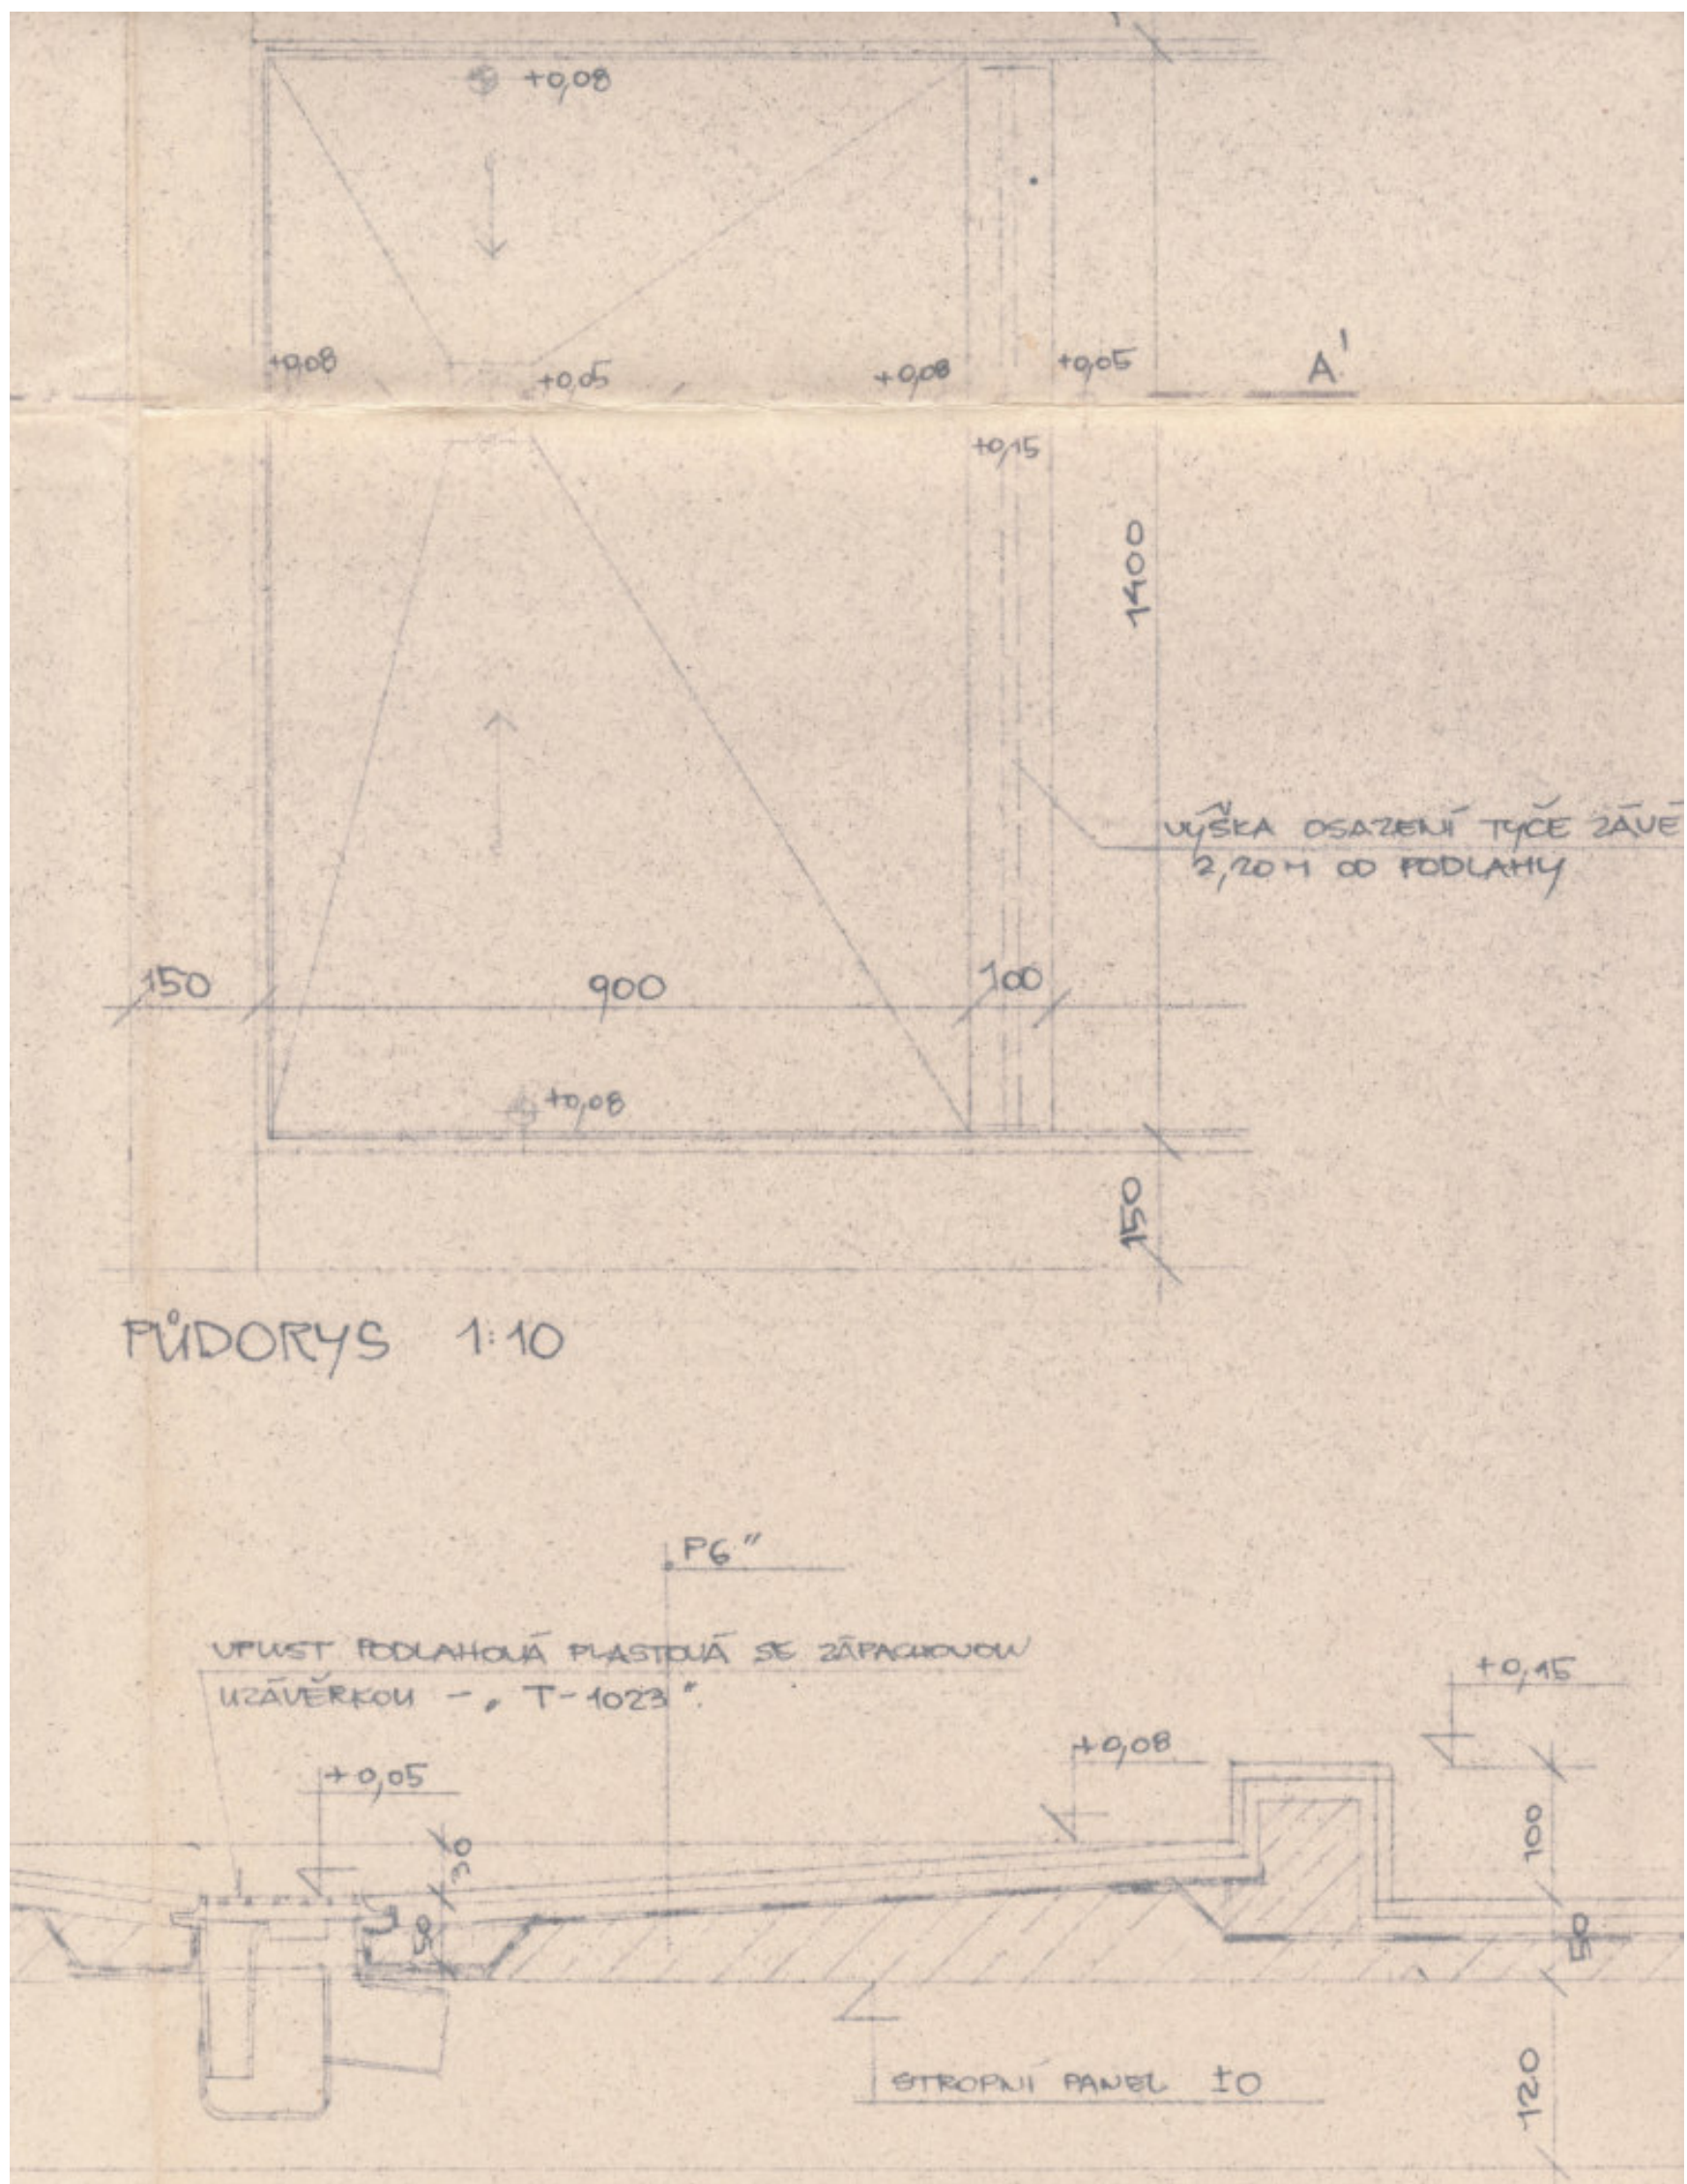 +0,08
+0,08
+0,05
+0,08
+0,05
A'
+0,15
1400
VÝŠKA OSAZENÍ TYČE ZÁVĚ
2,20 M OD PODLAHY
150
900
100
+0,08
150
PŮDORYS 1:10
„P6"
VPUST PODLAHOVÁ PLASTOVÁ SE ZÁPACHOVOU
UZÁVĚRKOU - „T-1023".
+0,15
+0,08
+0,05
30
100
50
50
STROPNÍ PANEL ±0
120